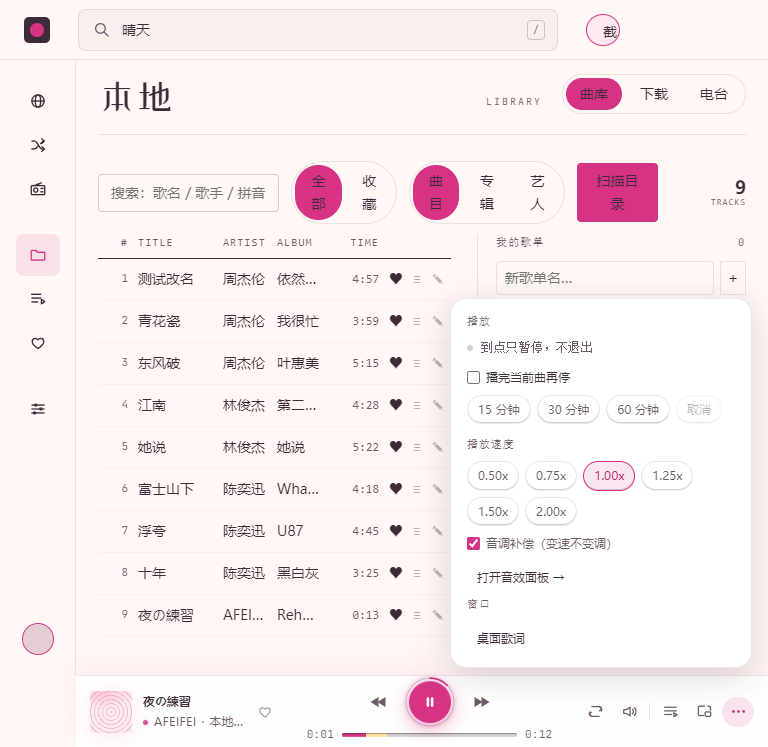 晴天 /
截
本地
LIBRARY 曲库 下载 电台
搜索: 歌名 / 歌手 / 拼音 全部 收藏 曲目 专辑 艺人 扫描目录 9
TRACKS
# TITLE ARTIST ALBUM TIME
1 测试改名 周杰伦 依然… 4:57
2 青花瓷 周杰伦 我很忙 3:59
3 东风破 周杰伦 叶惠美 5:15
4 江南 林俊杰 第二… 4:28
5 她说 林俊杰 她说 5:22
6 富士山下 陈奕迅 Wha… 4:18
7 浮夸 陈奕迅 U87 4:45
8 十年 陈奕迅 黑白灰 3:25
9 夜の練習 AFEI… Reh… 0:13
我的歌单 0
新歌单名… +
播放
到点只暂停，不退出
播完当前曲再停
15 分钟 30 分钟 60 分钟 取消
播放速度
0.50x 0.75x 1.00x 1.25x
1.50x 2.00x
音调补偿（变速不变调）
打开音效面板 →
窗口
桌面歌词
夜の練習
AFEIFEI · 本地…
0:01 0:12